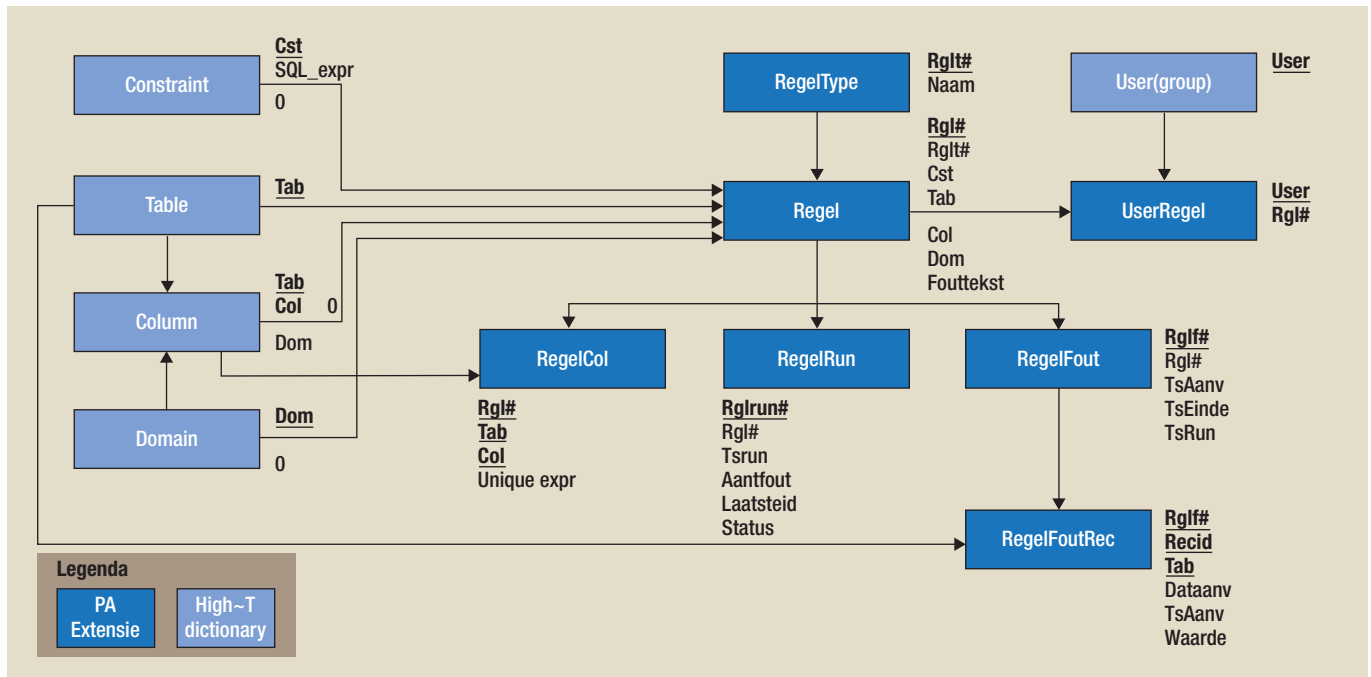 Constraint
Cst
SQL_expr
0
RegelType
Rglt#
Naam
User(group)
User
Table
Tab
Regel
Rgl#
Rglt#
Cst
Tab
Col
Dom
Fouttekst
UserRegel
User
Rgl#
Column
Tab
Col 0
Dom
Domain
Dom
0
RegelCol
Rgl#
Tab
Col
Unique expr
RegelRun
Rglrun#
Rgl#
Tsrun
Aantfout
Laatsteid
Status
RegelFout
Rglf#
Rgl#
TsAanv
TsEinde
TsRun
RegelFoutRec
Rglf#
Recid
Tab
Dataanv
TsAanv
Waarde
Legenda
PA
Extensie
High~T
dictionary